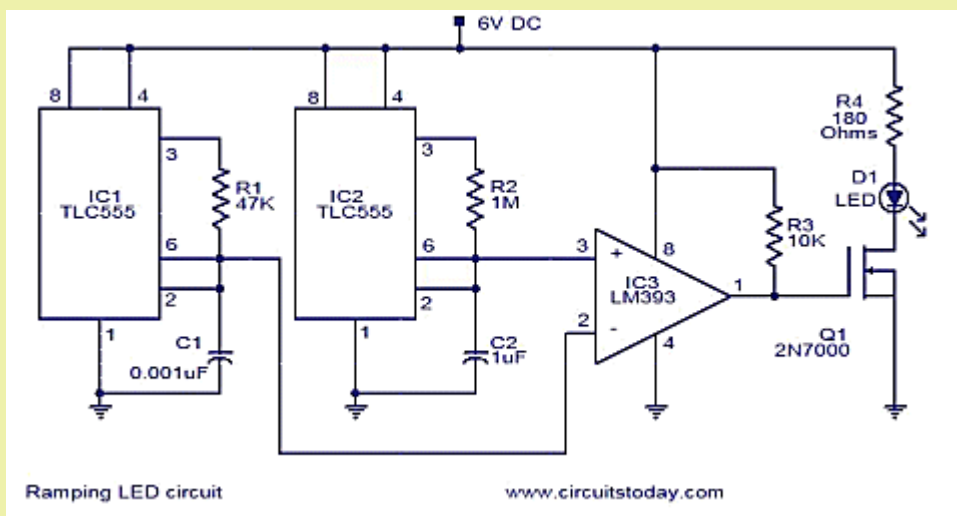 6V DC
8
4
3
IC1
TLC555
R1
47K
6
2
1
C1
0.001uF
8
4
3
IC2
TLC555
R2
1M
6
2
1
C2
1uF
3
+
8
IC3
LM393
2
-
4
1
R3
10K
R4
180
Ohms
D1
LED
Q1
2N7000
Ramping LED circuit
www.circuitstoday.com